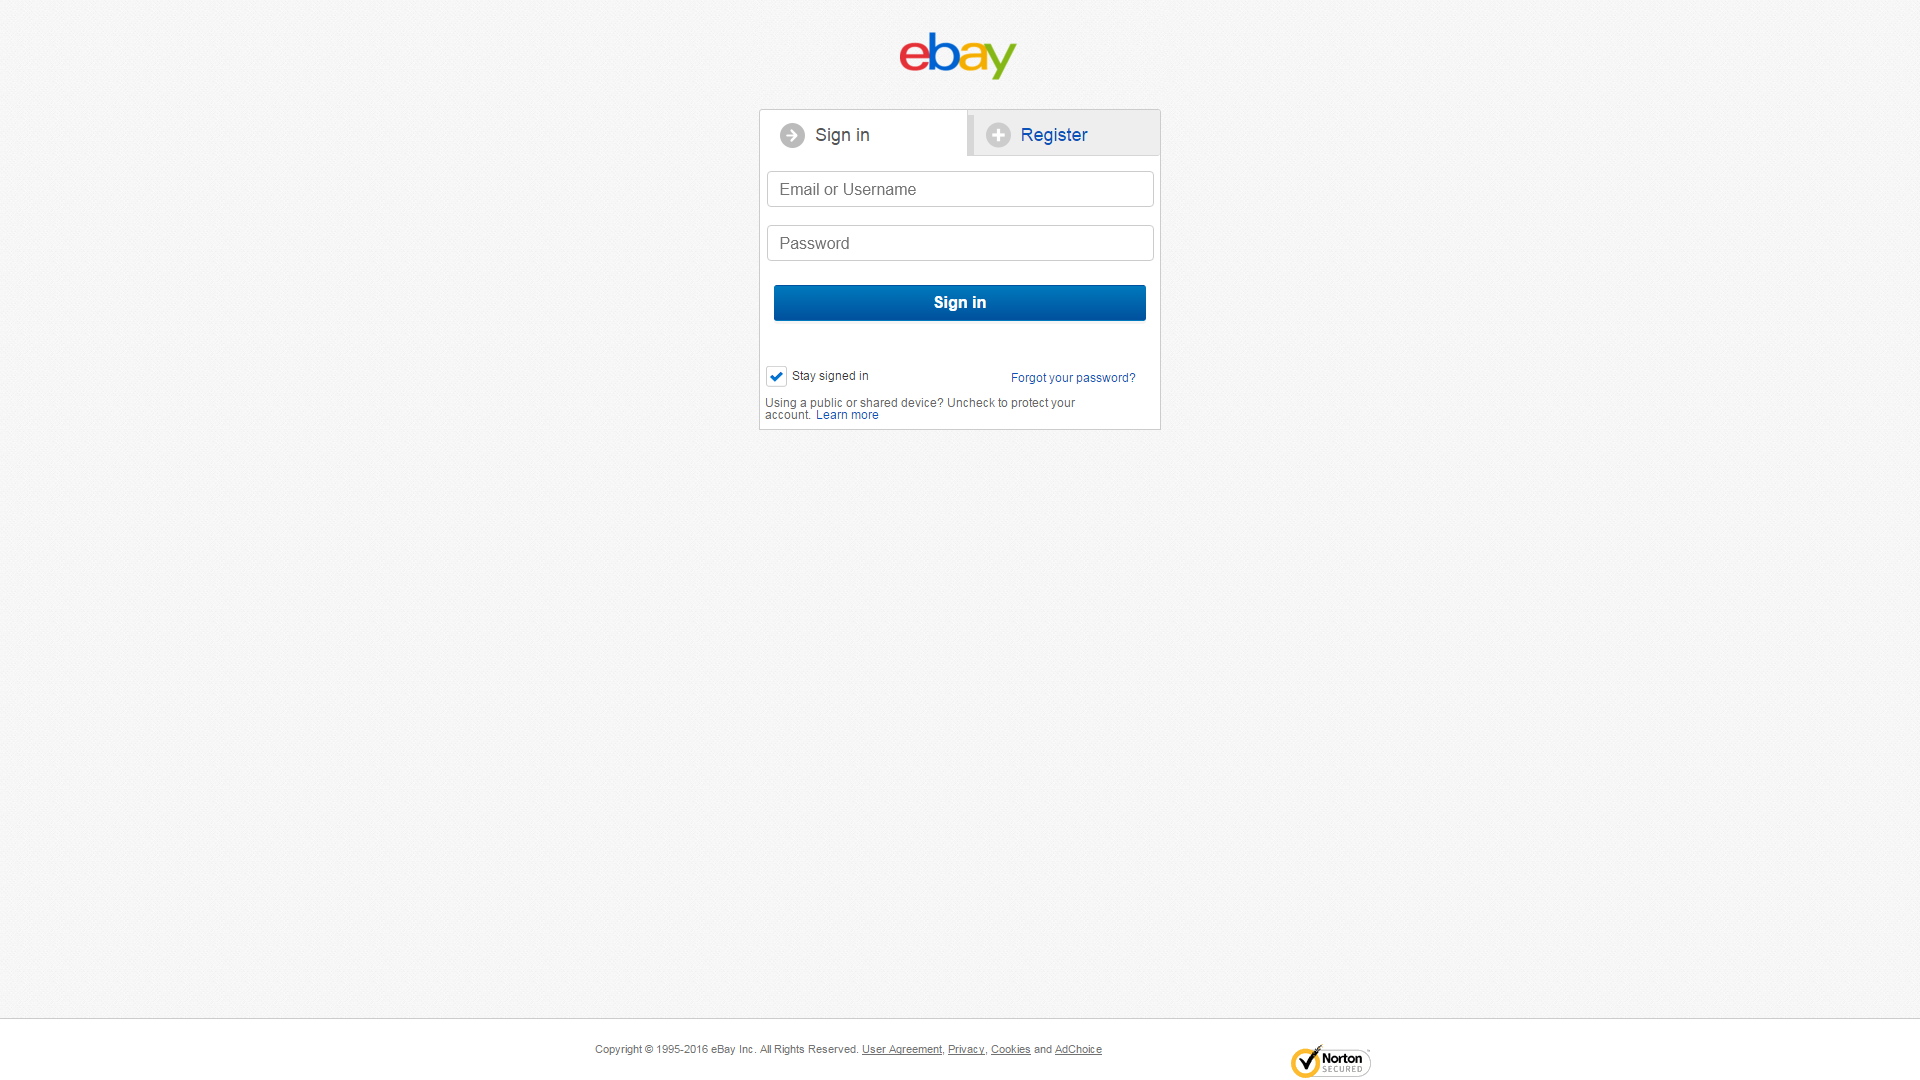 ebay
Sign in
Register
Email or Username
Password
Sign in
Stay signed in
Forgot your password?
Using a public or shared device? Uncheck to protect your
account. Learn more
Copyright © 1995-2016 eBay Inc. All Rights Reserved. User Agreement, Privacy, Cookies and AdChoice
Norton
SECURED